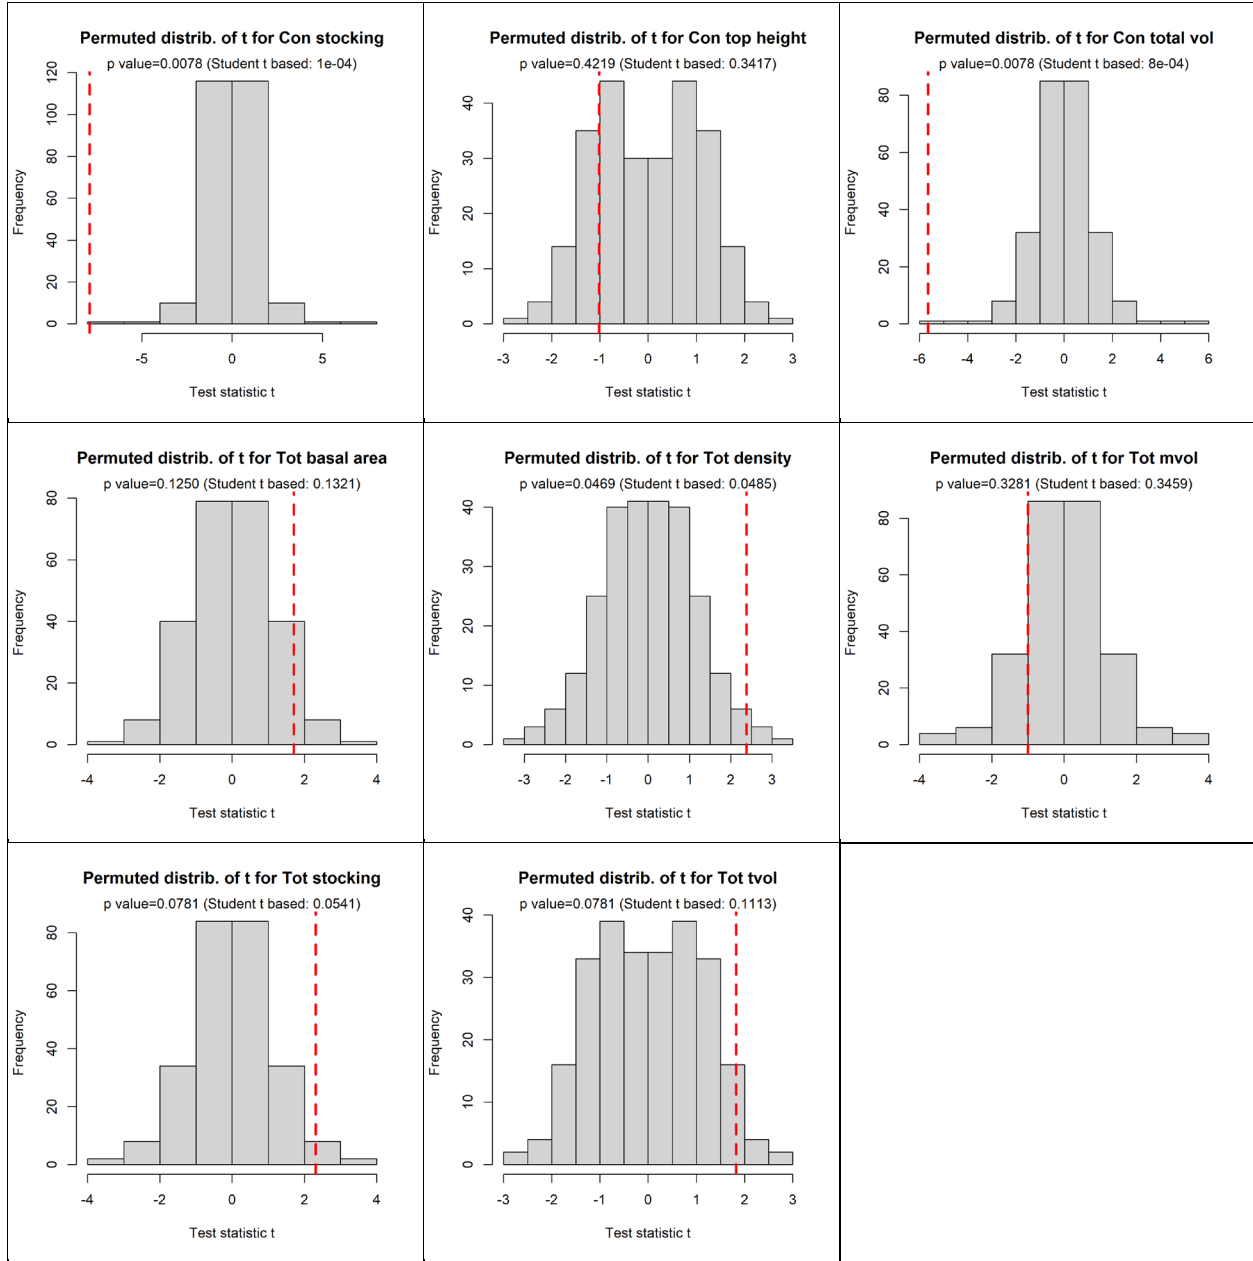 Permuted distrib. of t for Con stocking
p value=0.0078 (Student t based: 1e-04)
Frequency
0 20 40 60 80 100 120
-5 0 5
Test statistic t
Permuted distrib. of t for Con top height
p value=0.4219 (Student t based: 0.3417)
Frequency
0 10 20 30 40
-3 -2 -1 0 1 2 3
Test statistic t
Permuted distrib. of t for Con total vol
p value=0.0078 (Student t based: 8e-04)
Frequency
0 20 40 60 80
-6 -4 -2 0 2 4 6
Test statistic t
Permuted distrib. of t for Tot basal area
p value=0.1250 (Student t based: 0.1321)
Frequency
0 20 40 60 80
-4 -2 0 2 4
Test statistic t
Permuted distrib. of t for Tot density
p value=0.0469 (Student t based: 0.0485)
Frequency
0 10 20 30 40
-3 -2 -1 0 1 2 3
Test statistic t
Permuted distrib. of t for Tot mvol
p value=0.3281 (Student t based: 0.3459)
Frequency
0 20 40 60 80
-4 -2 0 2 4
Test statistic t
Permuted distrib. of t for Tot stocking
p value=0.0781 (Student t based: 0.0541)
Frequency
0 20 40 60 80
-4 -2 0 2 4
Test statistic t
Permuted distrib. of t for Tot tvol
p value=0.0781 (Student t based: 0.1113)
Frequency
0 10 20 30 40
-3 -2 -1 0 1 2 3
Test statistic t